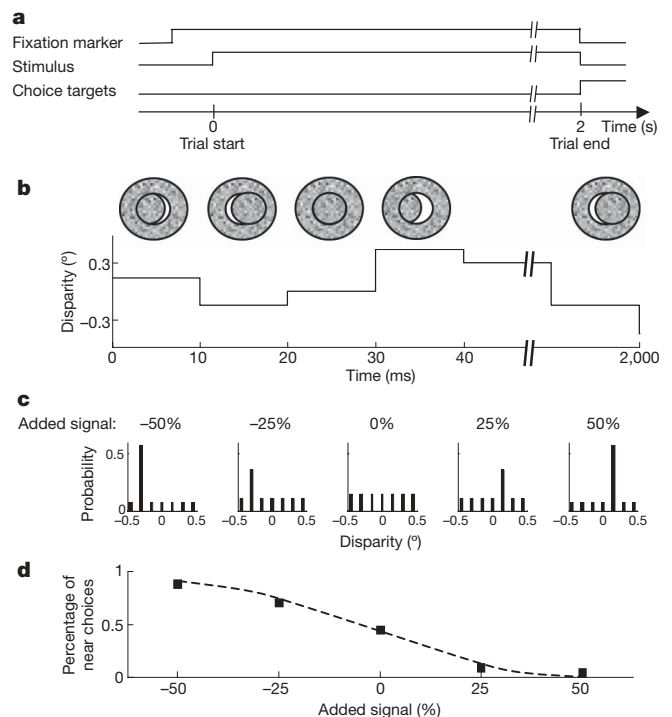 a
Fixation marker
Stimulus
Choice targets
0 2 Time (s)
Trial start Trial end
b
Disparity (°)
0.3
−0.3
0 10 20 30 40 2,000
Time (ms)
c
Added signal: −50% −25% 0% 25% 50%
Probability
0.5
0
−0.5 0 0.5 −0.5 0 0.5 −0.5 0 0.5 −0.5 0 0.5 −0.5 0 0.5
Disparity (°)
d
Percentage of
near choices
1
0.5
0
−50 −25 0 25 50
Added signal (%)